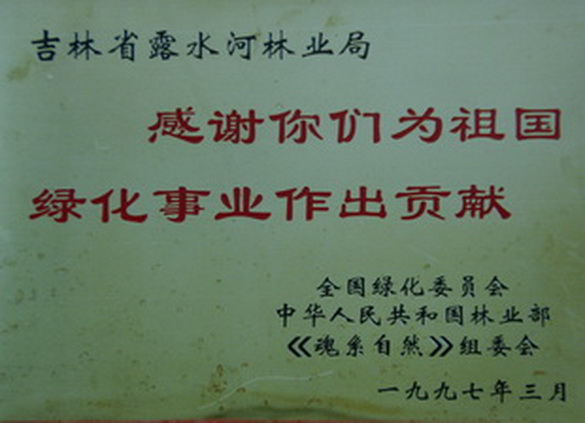 吉林省露水河林业局
感谢你们为祖国
绿化事业作出贡献
全国绿化委员会
中华人民共和国林业部
《魂系自然》组委会
一九九七年三月